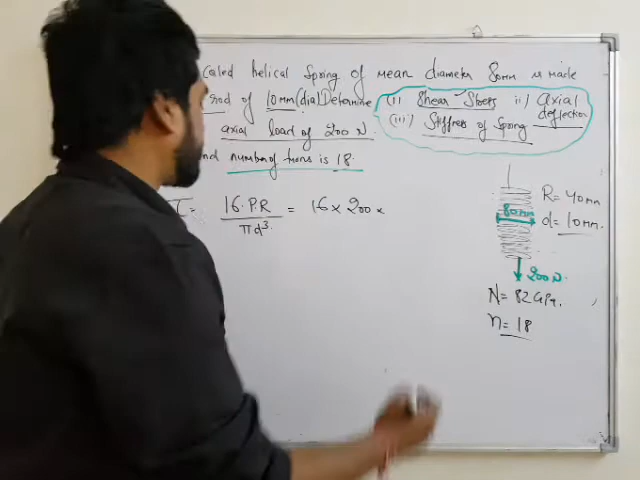 coiled helical Spring of mean diameter 80mm is made
rod of 10mm(dia) Determine (i) Shear Stress ii) axial deflection
axial load of 200 N (iii) Stiffness of Spring
and number of turns is 18.
τ = 16.P.R / πd³ = 16 x 200 x
R = 40mm
80mm
d = 10mm.
200N.
N = 82 GPa.
n = 18